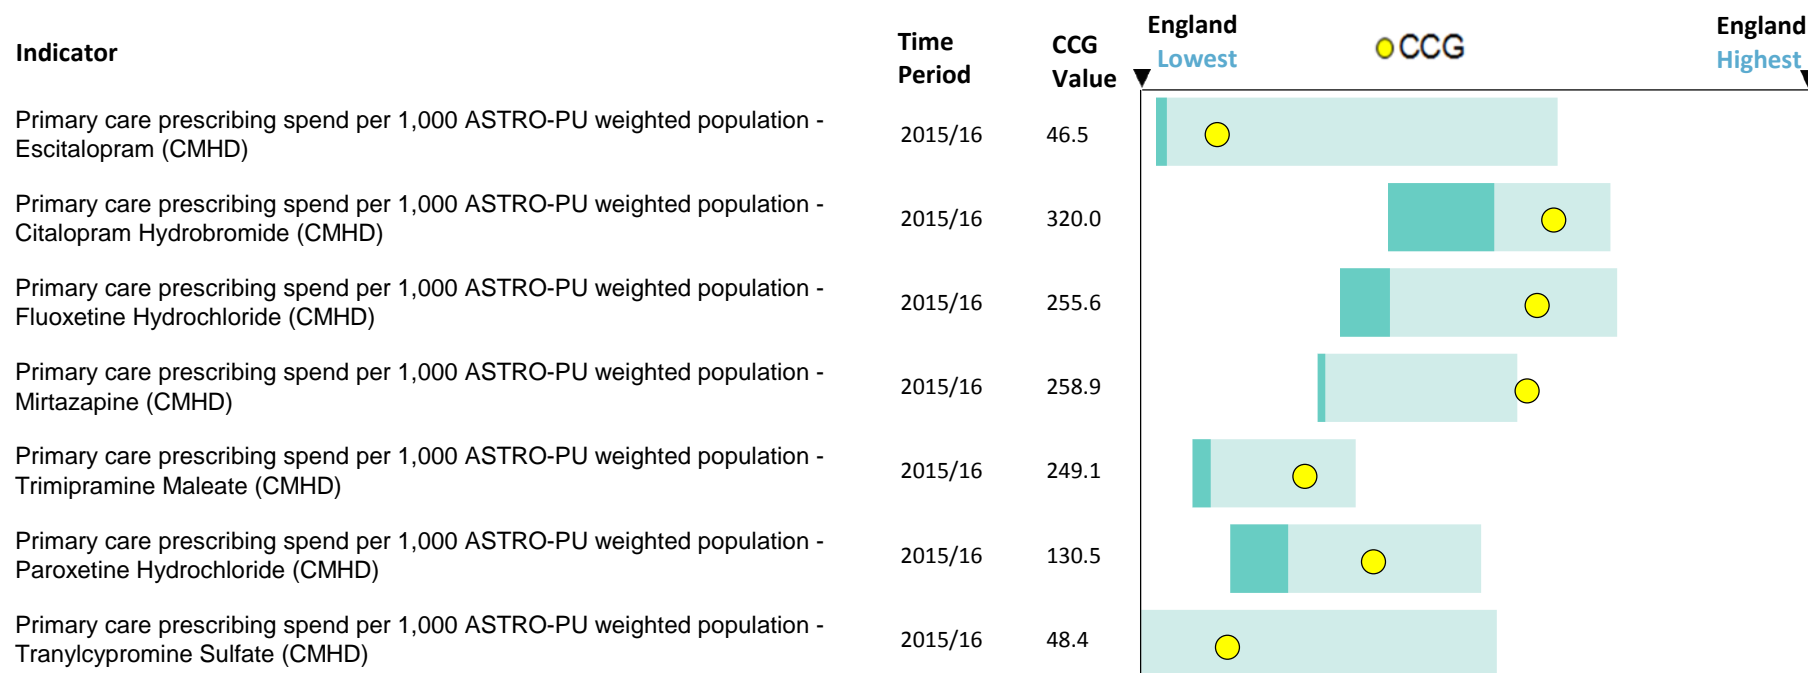 Indicator
Time Period
CCG Value
England Lowest
CCG
England Highest
Primary care prescribing spend per 1,000 ASTRO-PU weighted population -
Escitalopram (CMHD)
2015/16
46.5
Primary care prescribing spend per 1,000 ASTRO-PU weighted population -
Citalopram Hydrobromide (CMHD)
2015/16
320.0
Primary care prescribing spend per 1,000 ASTRO-PU weighted population -
Fluoxetine Hydrochloride (CMHD)
2015/16
255.6
Primary care prescribing spend per 1,000 ASTRO-PU weighted population -
Mirtazapine (CMHD)
2015/16
258.9
Primary care prescribing spend per 1,000 ASTRO-PU weighted population -
Trimipramine Maleate (CMHD)
2015/16
249.1
Primary care prescribing spend per 1,000 ASTRO-PU weighted population -
Paroxetine Hydrochloride (CMHD)
2015/16
130.5
Primary care prescribing spend per 1,000 ASTRO-PU weighted population -
Tranylcypromine Sulfate (CMHD)
2015/16
48.4